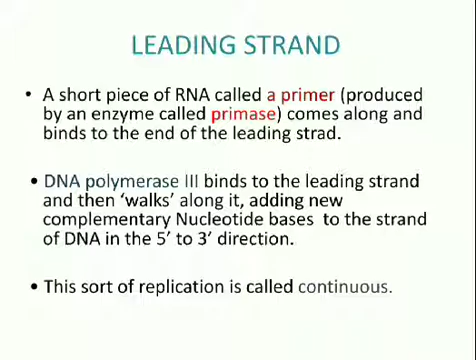 LEADING STRAND
• A short piece of RNA called a primer (produced
by an enzyme called primase) comes along and
binds to the end of the leading strad.
• DNA polymerase III binds to the leading strand
and then ‘walks’ along it, adding new
complementary Nucleotide bases to the strand
of DNA in the 5′ to 3′ direction.
• This sort of replication is called continuous.